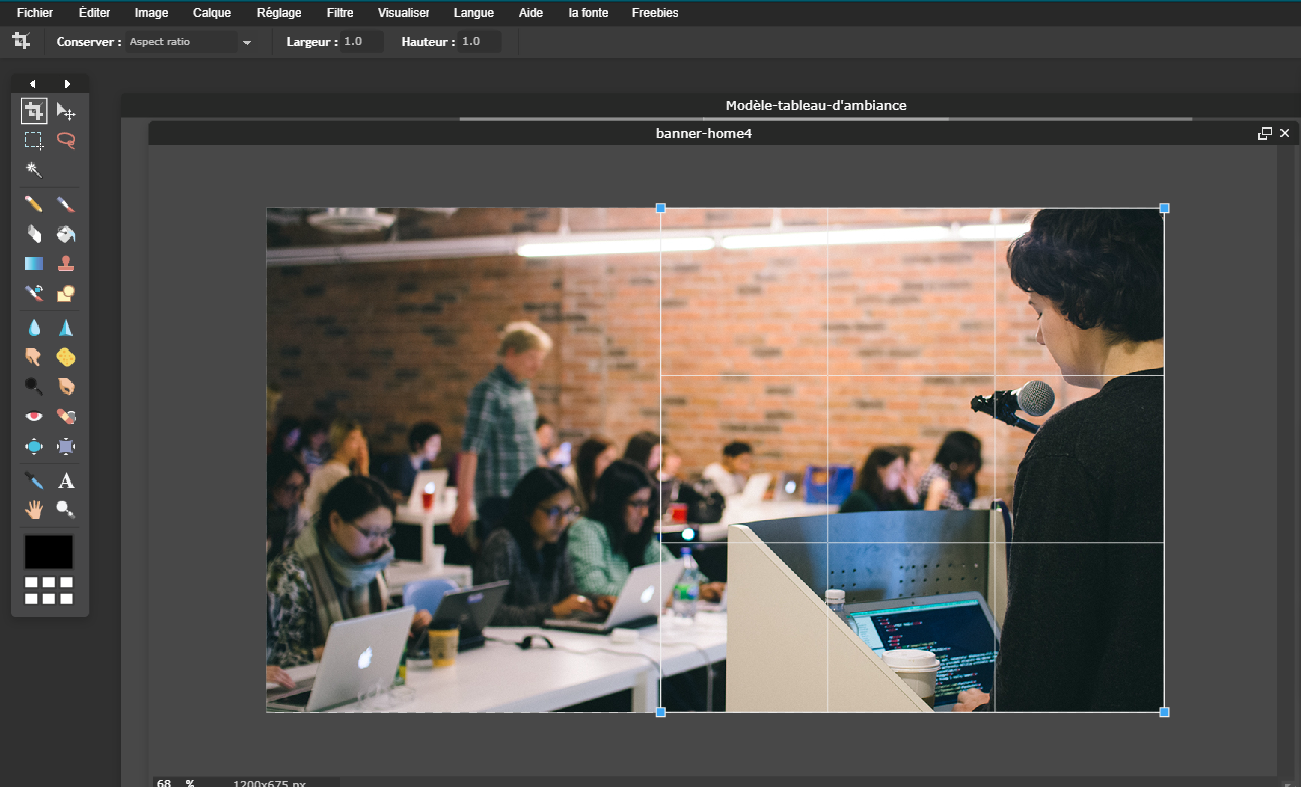 Fichier Éditer Image Calque Réglage Filtre Visualiser Langue Aide la fonte Freebies
Conserver : Aspect ratio Largeur : 1.0 Hauteur : 1.0
Modèle-tableau-d'ambiance
banner-home4
A
68 % 1200x675 px